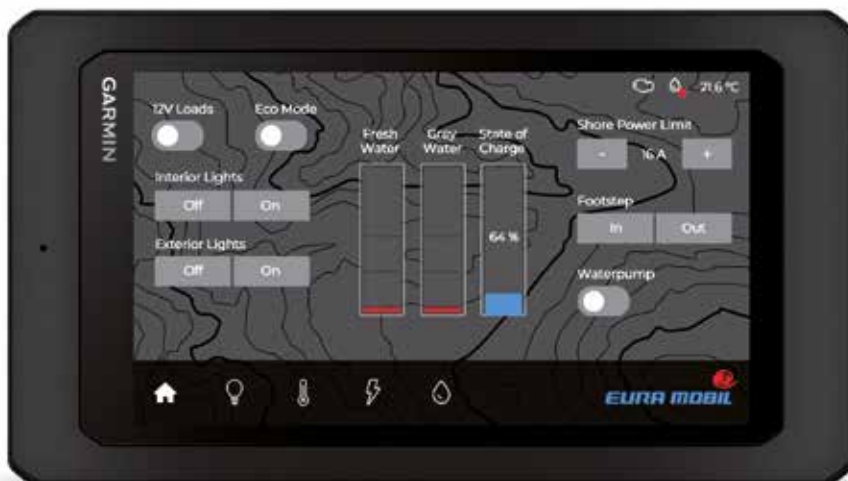 GARMIN
21.6 °C
12V Loads
Eco Mode
Fresh
Water
Gray
Water
State of
Charge
Shore Power Limit
-
16 A
+
Interior Lights
Off
On
64 %
Footstep
In
Out
Exterior Lights
Off
On
Waterpump
EURA MOBIL